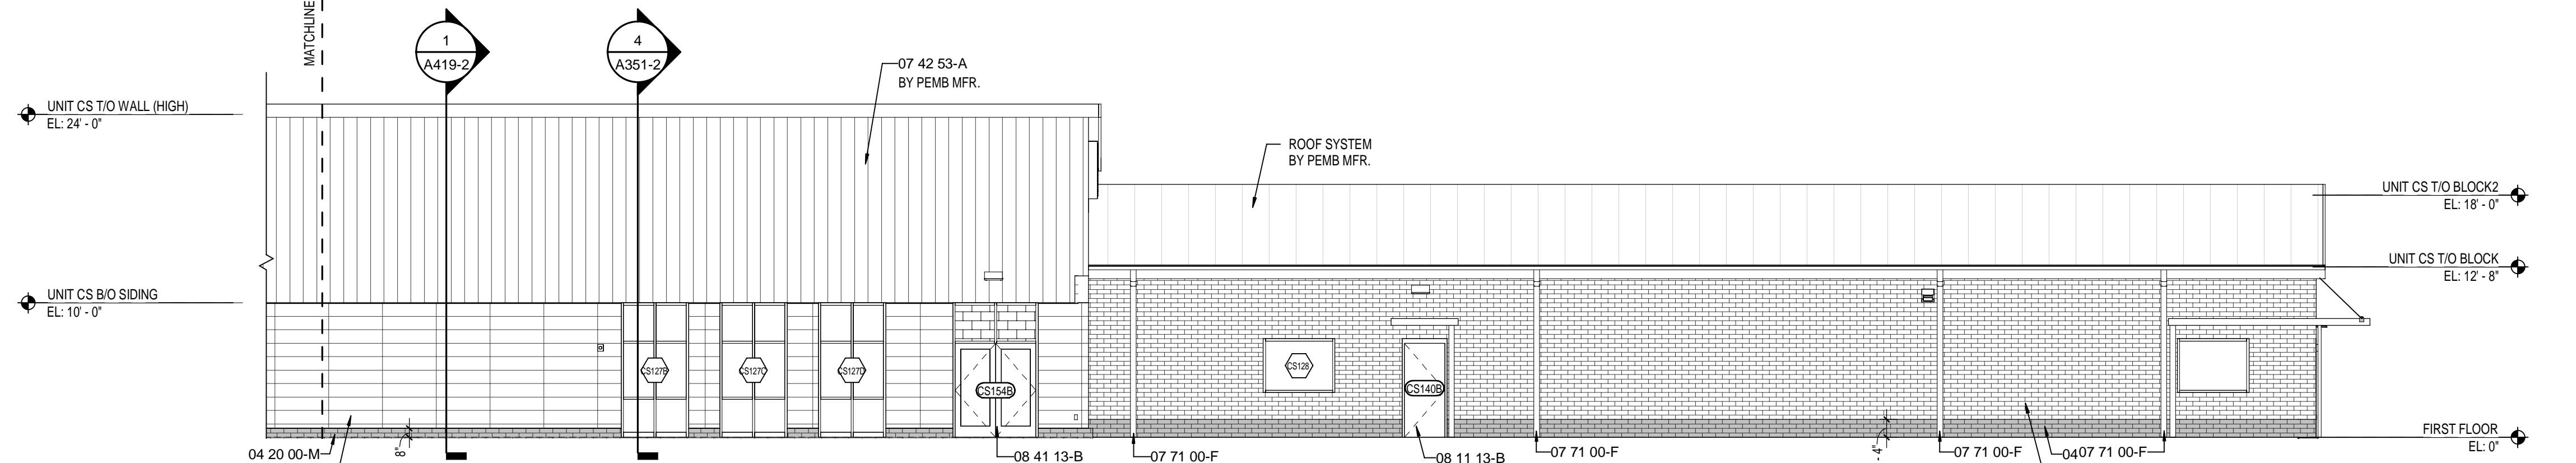 MATCHLINE
1
A419-2
4
A351-2
07 42 53-A
BY PEMB MFR.
UNIT CS T/O WALL (HIGH)
EL: 24' - 0"
ROOF SYSTEM
BY PEMB MFR.
UNIT CS T/O BLOCK2
EL: 18' - 0"
UNIT CS T/O BLOCK
EL: 12' - 8"
UNIT CS B/O SIDING
EL: 10' - 0"
CS127B
CS127C
CS127D
CS154B
CS128
CS140B
FIRST FLOOR
EL: 0"
04 20 00-M
8"
08 41 13-B
07 71 00-F
08 11 13-B
07 71 00-F
- 4"
07 71 00-F
04
07 71 00-F